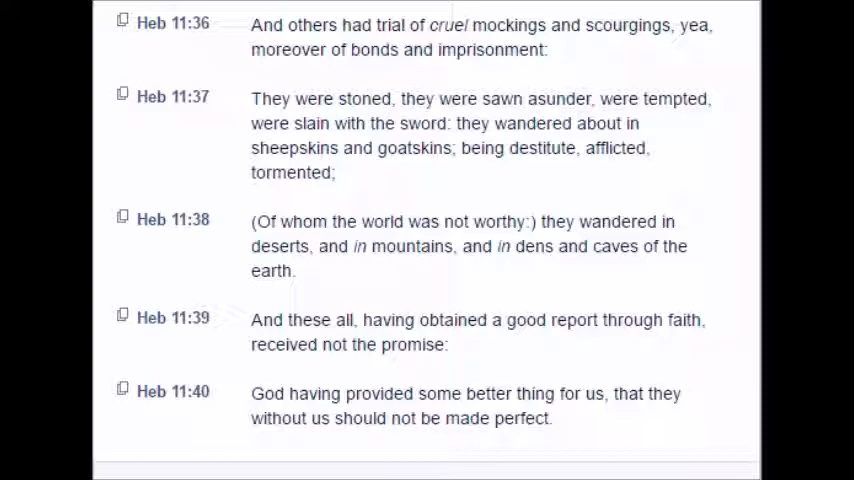 Heb 11:36 And others had trial of cruel mockings and scourgings, yea,
moreover of bonds and imprisonment:
Heb 11:37 They were stoned, they were sawn asunder, were tempted,
were slain with the sword: they wandered about in
sheepskins and goatskins; being destitute, afflicted,
tormented;
Heb 11:38 (Of whom the world was not worthy:) they wandered in
deserts, and in mountains, and in dens and caves of the
earth.
Heb 11:39 And these all, having obtained a good report through faith,
received not the promise:
Heb 11:40 God having provided some better thing for us, that they
without us should not be made perfect.